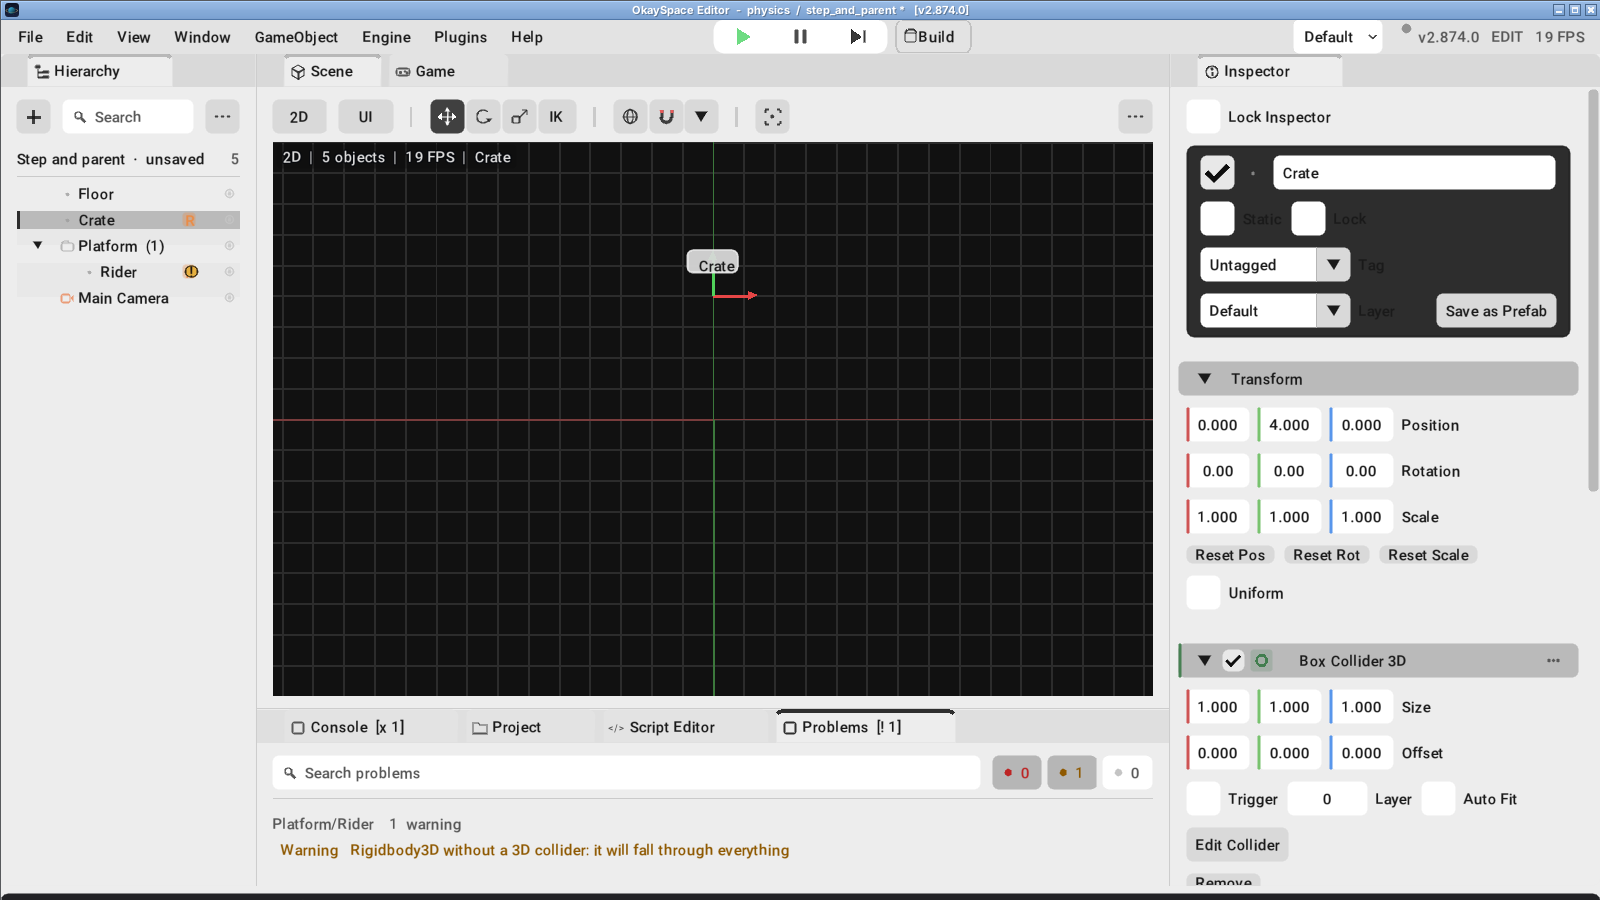 OkaySpace Editor - physics / step_and_parent * [v2.874.0]
File Edit View Window GameObject Engine Plugins Help
Build
Default
v2.874.0 EDIT 19 FPS
Hierarchy
Scene
Game
Inspector
Search
2D
UI
IK
Lock Inspector
Step and parent · unsaved 5
Floor
Crate R
Platform (1)
Rider
Main Camera
2D | 5 objects | 19 FPS | Crate
Crate
Crate
Static
Lock
Untagged
Tag
Default
Layer
Save as Prefab
Transform
0.000 4.000 0.000 Position
0.00 0.00 0.00 Rotation
1.000 1.000 1.000 Scale
Reset Pos Reset Rot Reset Scale
Uniform
Box Collider 3D
1.000 1.000 1.000 Size
0.000 0.000 0.000 Offset
Trigger 0 Layer Auto Fit
Edit Collider
Remove
Console [x 1]
Project
Script Editor
Problems [! 1]
Search problems
0
1
0
Platform/Rider 1 warning
Warning Rigidbody3D without a 3D collider: it will fall through everything